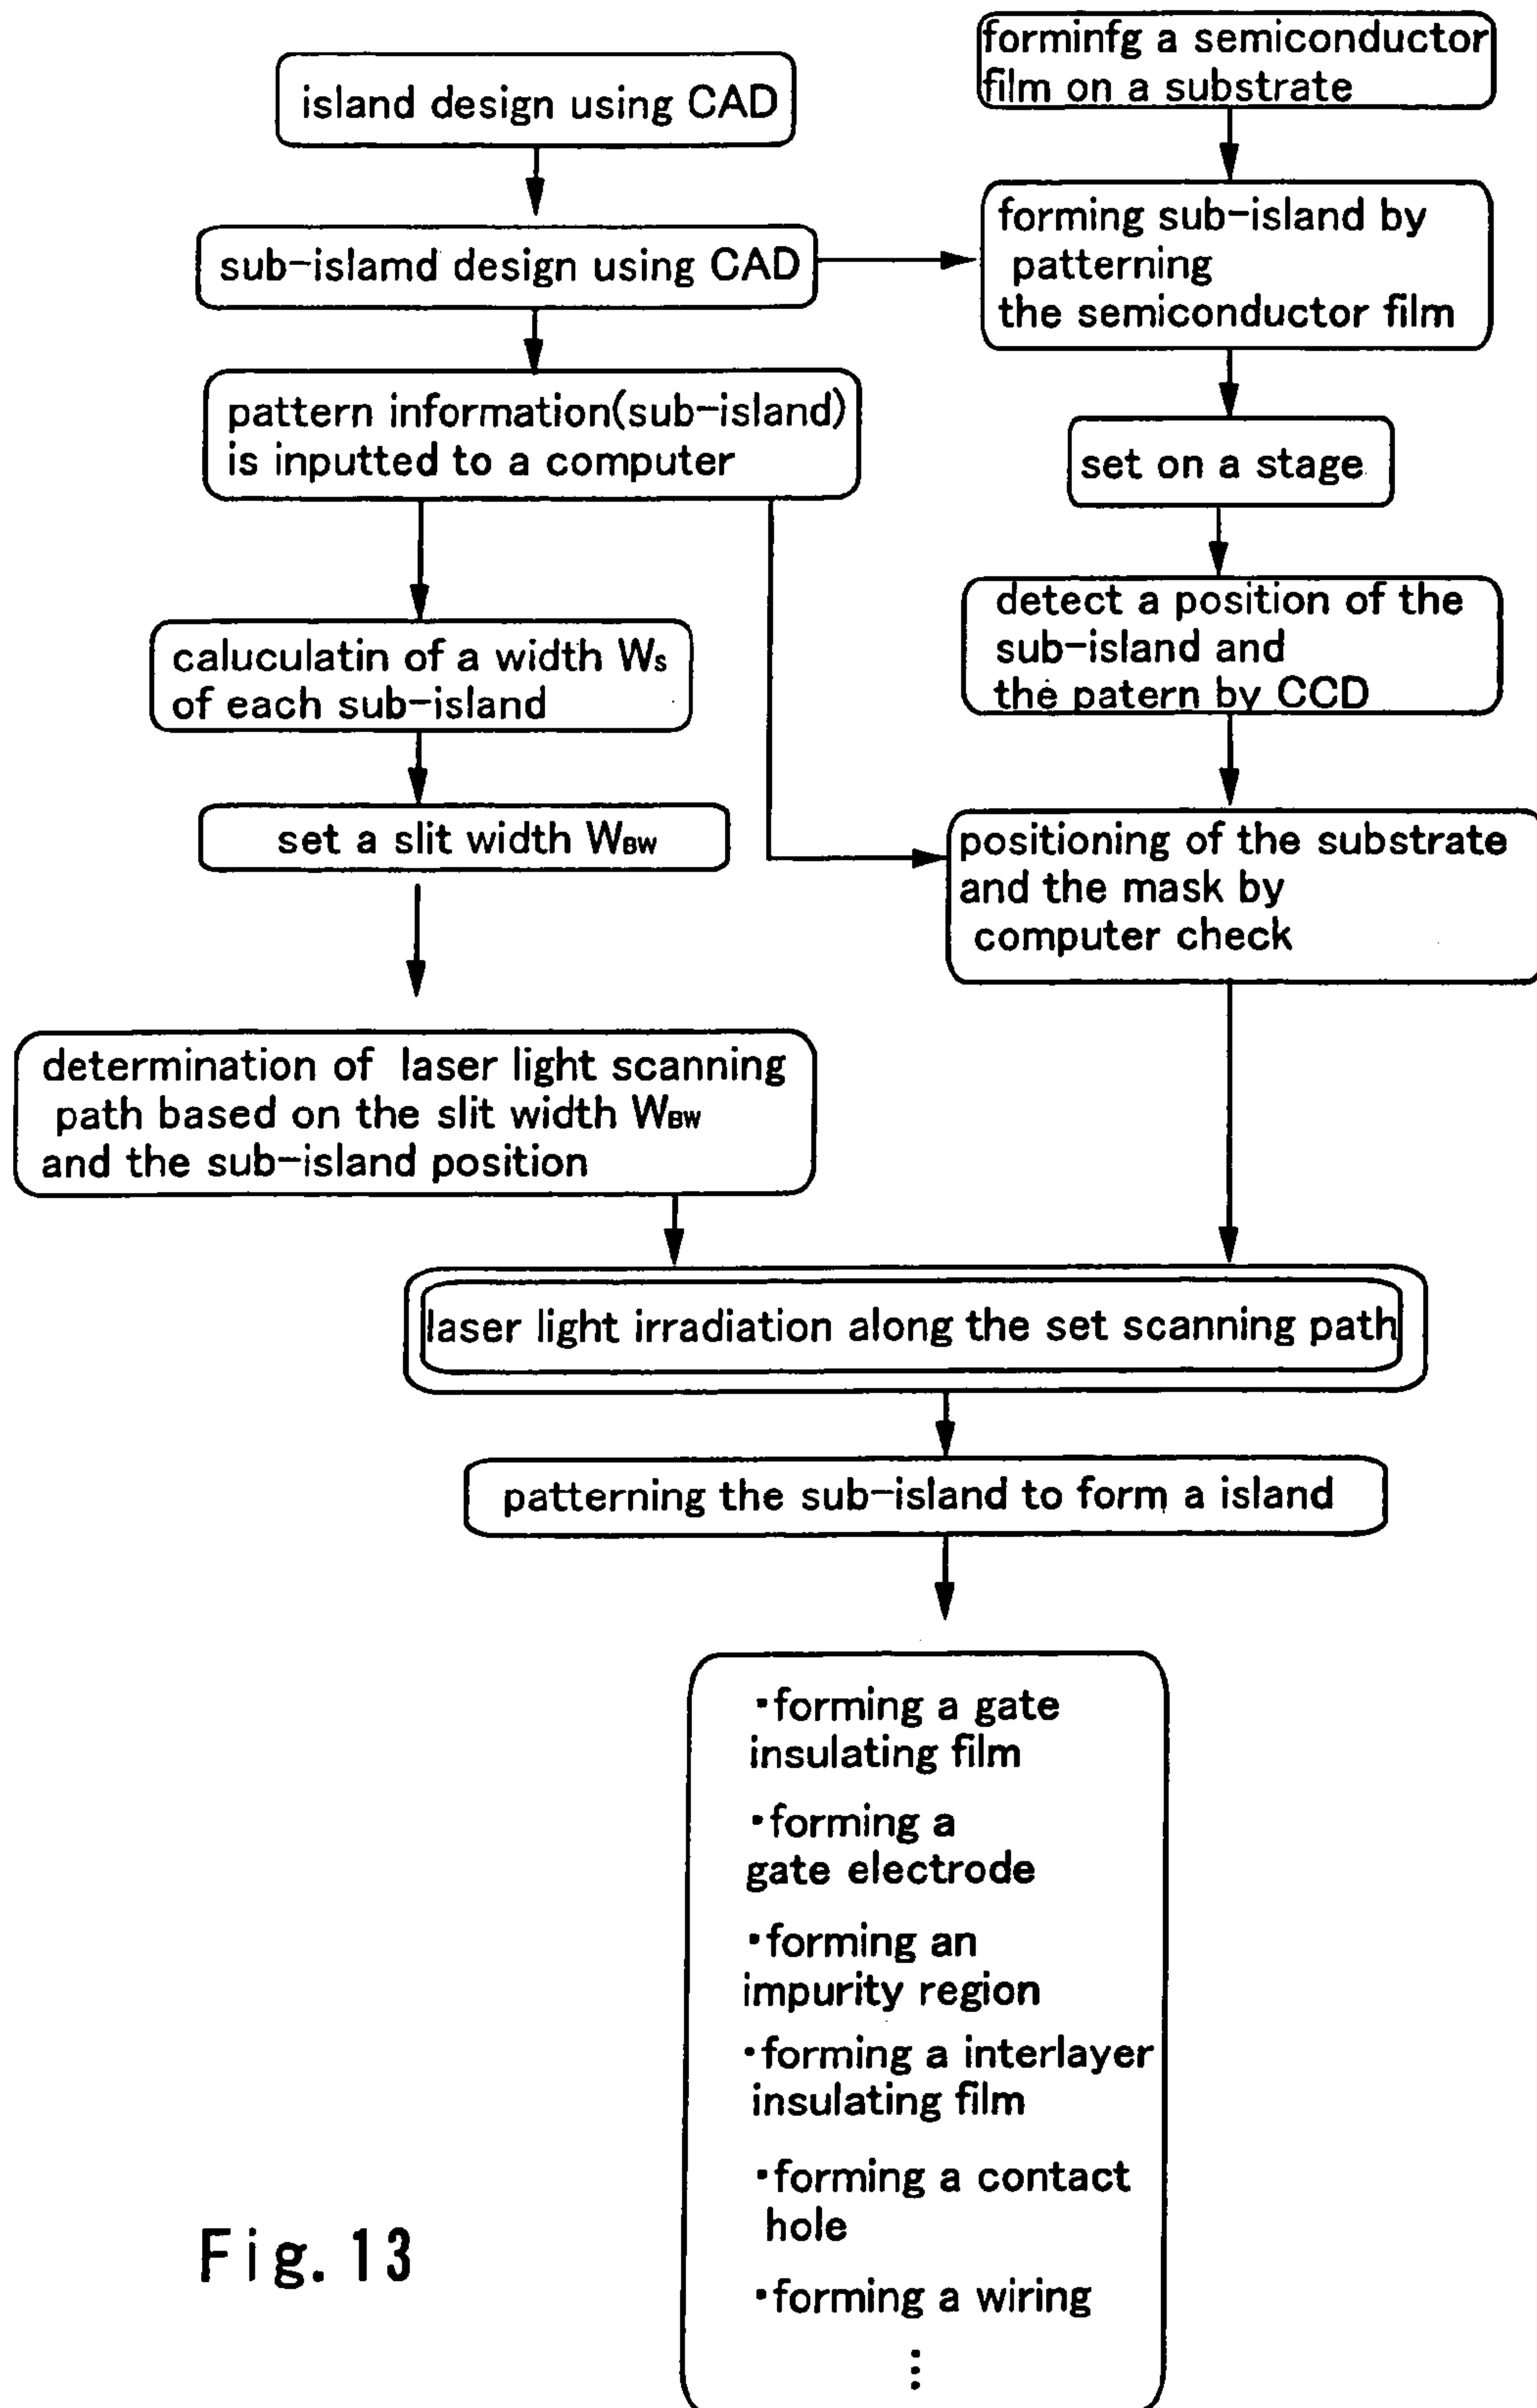 forminfg a semiconductor
film on a substrate
island design using CAD
forming sub-island by
patterning
the semiconductor film
sub-islamd design using CAD
pattern information(sub-island)
is inputted to a computer
set on a stage
detect a position of the
sub-island and
the patern by CCD
caluculatin of a width Ws
of each sub-island
set a slit width WBW
positioning of the substrate
and the mask by
computer check
determination of laser light scanning
path based on the slit width WBW
and the sub-island position
laser light irradiation along the set scanning path
patterning the sub-island to form a island
・forming a gate
insulating film
・forming a
gate electrode
・forming an
impurity region
・forming a interlayer
insulating film
・forming a contact
hole
・forming a wiring
⋮
Fig. 13